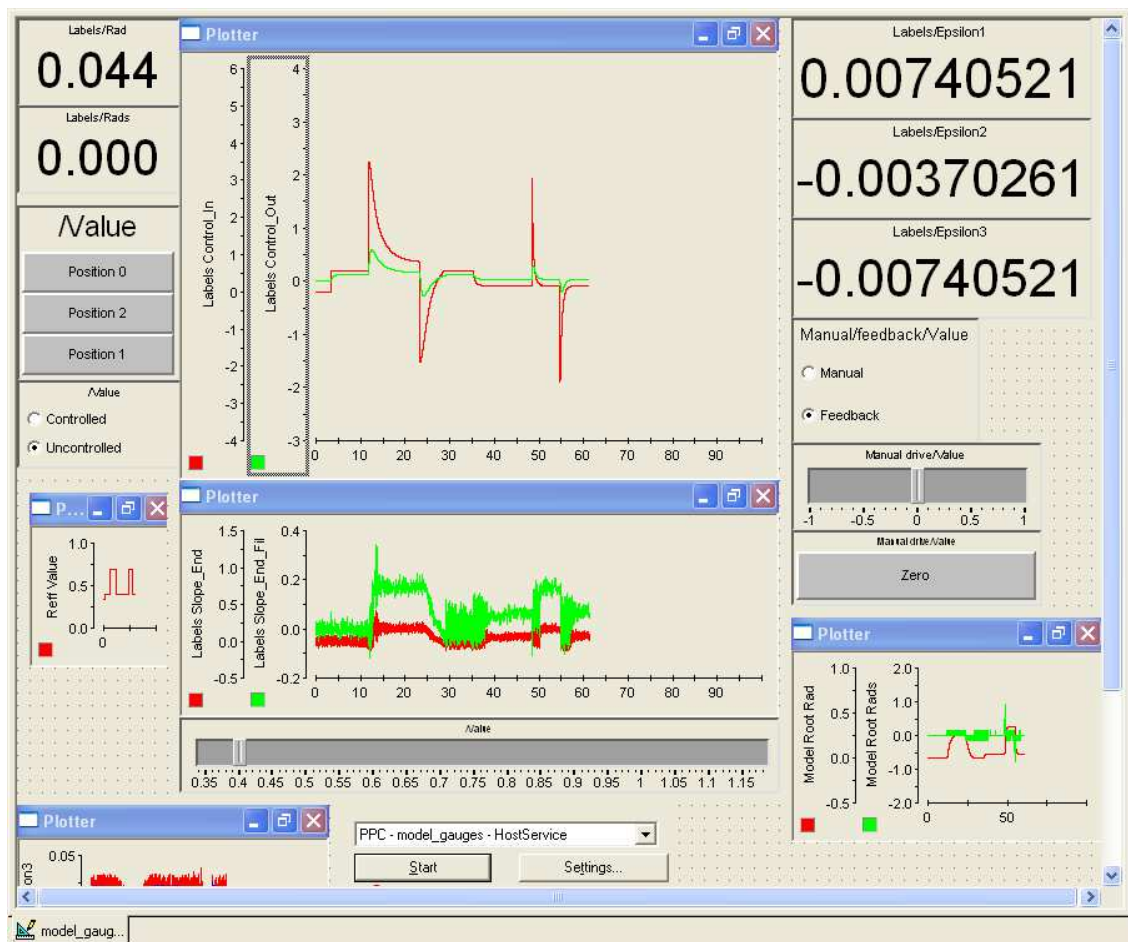 Labels/Rad
0.044
Labels/Rads
0.000
/Value
Position 0
Position 2
Position 1
/Value
Controlled
Uncontrolled
P...
Reff Value
1.0
0.5
0.0
0
Plotter
Labels Control_In
6
5
4
3
2
1
0
-1
-2
-3
-4
Labels Control_Out
4
3
2
1
0
-1
-2
-3
0 10 20 30 40 50 60 70 80 90
Plotter
Labels Slope_End
1.5
1.0
0.5
0.0
-0.5
Labels Slope_End_Fil
0.4
0.2
0.0
-0.2
0 10 20 30 40 50 60 70 80 90
/Value
0.35 0.4 0.45 0.5 0.55 0.6 0.65 0.7 0.75 0.8 0.85 0.9 0.95 1 1.05 1.1 1.15
Labels/Epsilon1
0.00740521
Labels/Epsilon2
-0.00370261
Labels/Epsilon3
-0.00740521
Manual/feedback/Value
Manual
Feedback
Manual drive/Value
-1 -0.5 0 0.5 1
Manual drive/Value
Zero
Plotter
Model Root Rad
1.0
0.5
0.0
-0.5
Model Root Rads
2.0
1.0
0.0
-1.0
-2.0
0 50
Plotter
0.05
PPC - model_gauges - HostService
Start
Settings...
model_gaug...